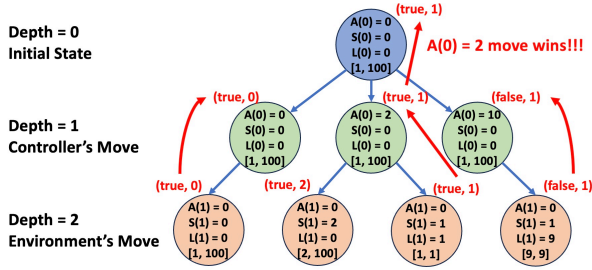 (true, 1)
Depth = 0
Initial State
A(0) = 0
S(0) = 0
L(0) = 0
[1, 100]
A(0) = 2 move wins!!!
(true, 0)
(true, 1)
(false, 1)
Depth = 1
Controller's Move
A(0) = 0
S(0) = 0
L(0) = 0
[1, 100]
A(0) = 2
S(0) = 0
L(0) = 0
[1, 100]
A(0) = 10
S(0) = 0
L(0) = 0
[1, 100]
(true, 0)
(true, 2)
(true, 1)
(false, 1)
Depth = 2
Environment's Move
A(1) = 0
S(1) = 0
L(1) = 0
[1, 100]
A(1) = 0
S(1) = 2
L(1) = 0
[2, 100]
A(1) = 0
S(1) = 1
L(1) = 1
[1, 1]
A(1) = 0
S(1) = 1
L(1) = 9
[9, 9]